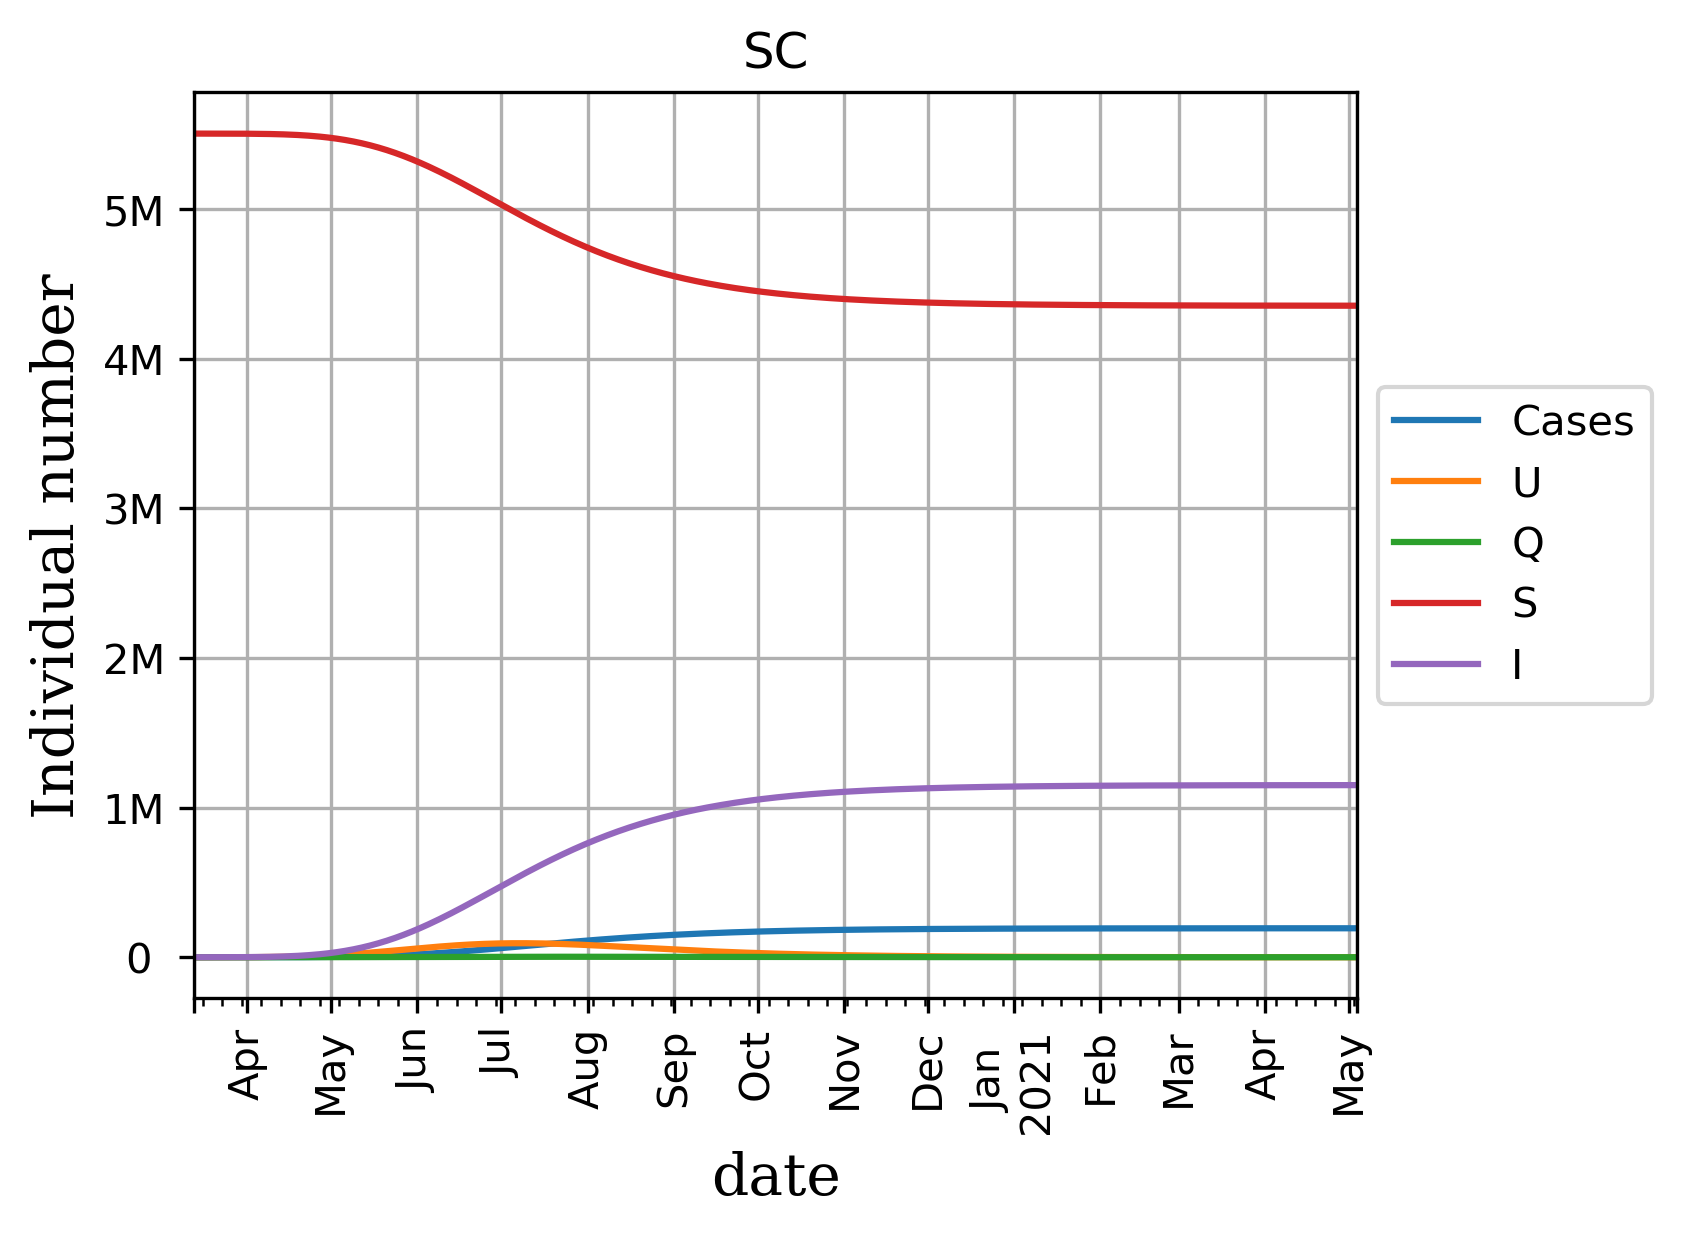 SC
Individual number
5M
4M
3M
2M
1M
0
Apr
May
Jun
Jul
Aug
Sep
Oct
Nov
Dec
Jan
2021
Feb
Mar
Apr
May
date
Cases
U
Q
S
I